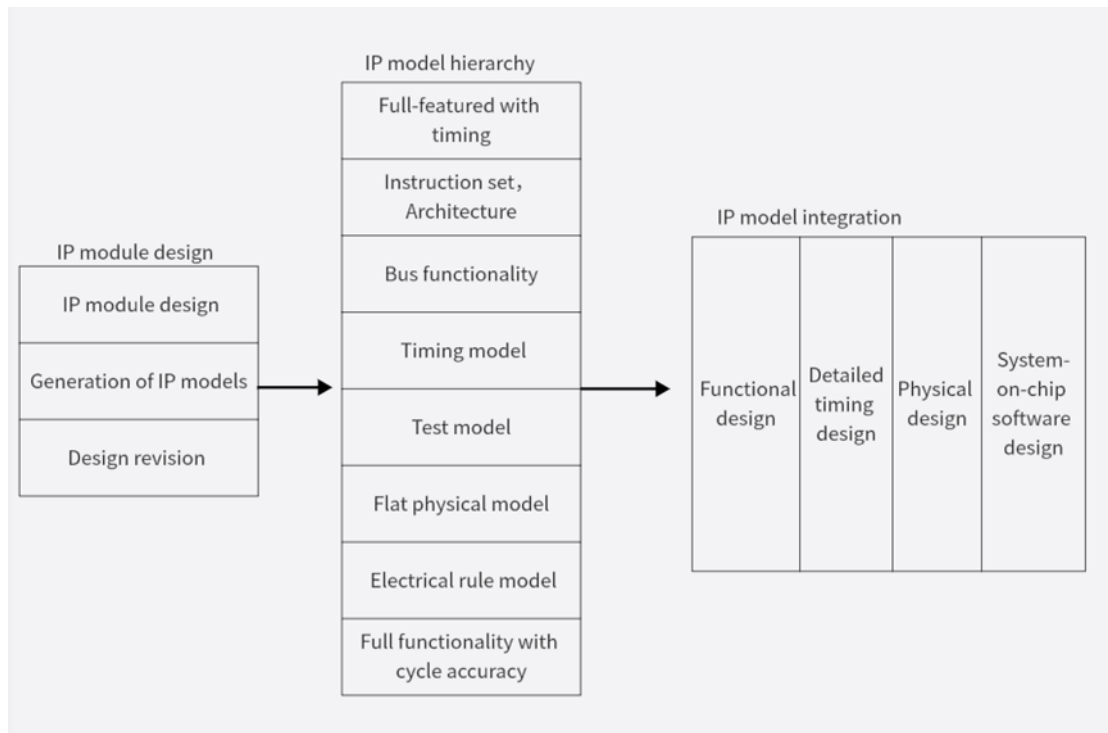 IP module design
IP module design
Generation of IP models
Design revision
IP model hierarchy
Full-featured with
timing
Instruction set，
Architecture
Bus functionality
Timing model
Test model
Flat physical model
Electrical rule model
Full functionality with
cycle accuracy
IP model integration
Functional
design
Detailed
timing
design
Physical
design
System-
on-chip
software
design